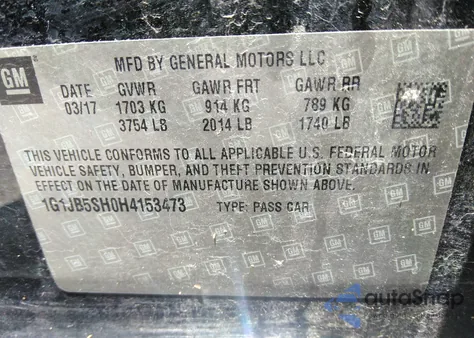 GM
MFD BY GENERAL MOTORS LLC
DATE GVWR GAWR FRT GAWR RR
03/17 1703 KG 914 KG 789 KG
3754 LB 2014 LB 1740 LB
THIS VEHICLE CONFORMS TO ALL APPLICABLE U.S. FEDERAL MOTOR
VEHICLE SAFETY, BUMPER, AND THEFT PREVENTION STANDARDS IN
EFFECT ON THE DATE OF MANUFACTURE SHOWN ABOVE.
1G1JB5SH0H4153473 TYPE: PASS CAR
autoSnap